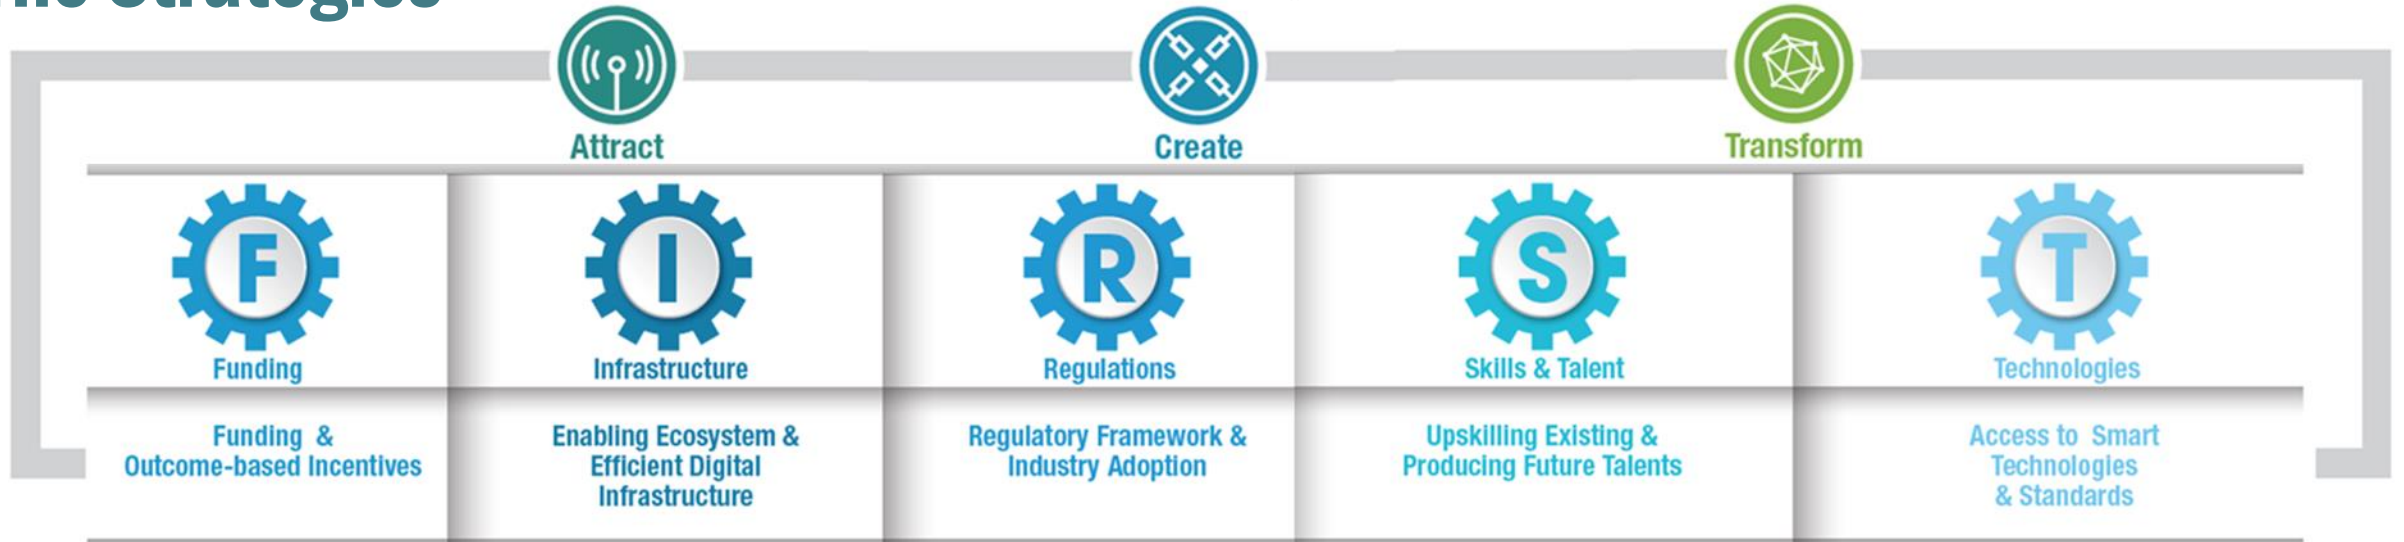 Strategies
Attract
Create
Transform
F
I
R
S
T
Funding
Infrastructure
Regulations
Skills & Talent
Technologies
Funding &
Outcome-based Incentives
Enabling Ecosystem &
Efficient Digital
Infrastructure
Regulatory Framework &
Industry Adoption
Upskilling Existing &
Producing Future Talents
Access to Smart
Technologies
& Standards